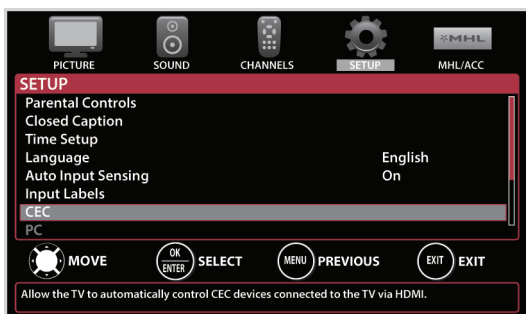 MHL
PICTURE SOUND CHANNELS SETUP MHL/ACC
SETUP
Parental Controls
Closed Caption
Time Setup
Language English
Auto Input Sensing On
Input Labels
CEC
PC
MOVE OK ENTER SELECT MENU PREVIOUS EXIT EXIT
Allow the TV to automatically control CEC devices connected to the TV via HDMI.